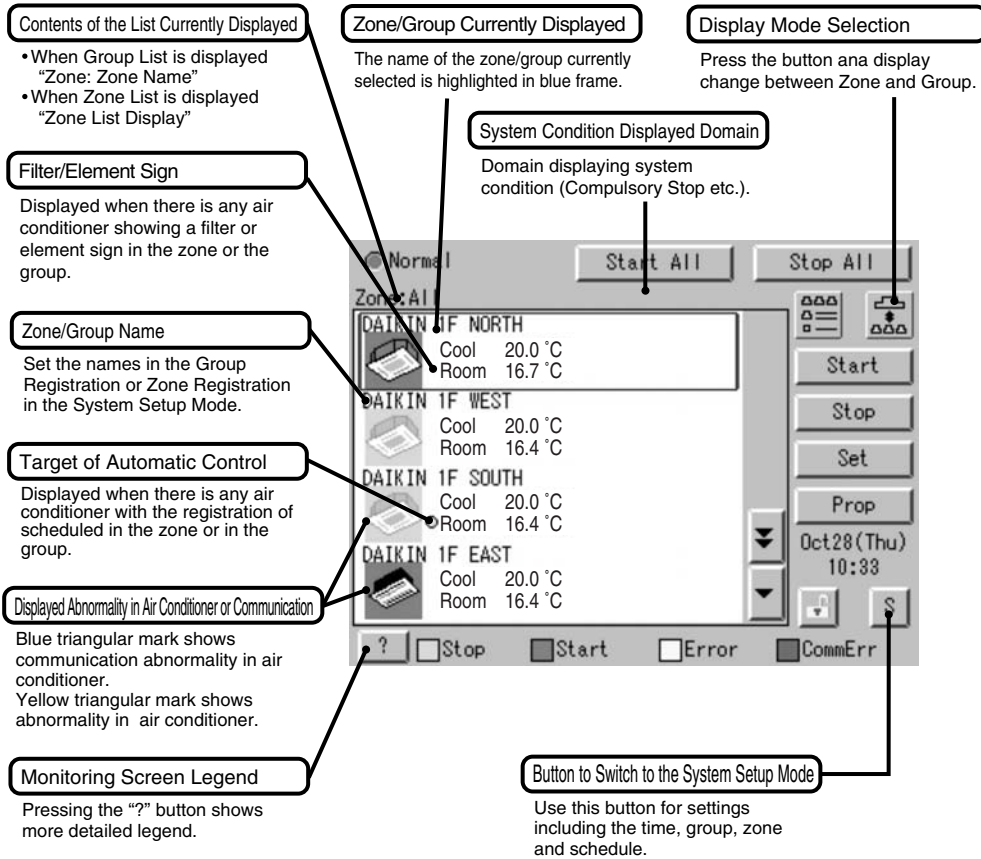 Contents of the List Currently Displayed
•When Group List is displayed
“Zone: Zone Name”
•When Zone List is displayed
“Zone List Display”
Zone/Group Currently Displayed
The name of the zone/group currently
selected is highlighted in blue frame.
Display Mode Selection
Press the button ana display
change between Zone and Group.
System Condition Displayed Domain
Domain displaying system
condition (Compulsory Stop etc.).
Filter/Element Sign
Displayed when there is any air
conditioner showing a filter or
element sign in the zone or the
group.
Zone/Group Name
Set the names in the Group
Registration or Zone Registration
in the System Setup Mode.
Target of Automatic Control
Displayed when there is any air
conditioner with the registration of
scheduled in the zone or in the
group.
Displayed Abnormality in Air Conditioner or Communication
Blue triangular mark shows
communication abnormality in air
conditioner.
Yellow triangular mark shows
abnormality in air conditioner.
Monitoring Screen Legend
Pressing the “?” button shows
more detailed legend.
Normal
Start All
Stop All
Zone:All
DAIKIN 1F NORTH
Cool 20.0 °C
Room 16.7 °C
DAIKIN 1F WEST
Cool 20.0 °C
Room 16.4 °C
DAIKIN 1F SOUTH
Cool 20.0 °C
Room 16.4 °C
DAIKIN 1F EAST
Cool 20.0 °C
Room 16.4 °C
Start
Stop
Set
Prop
Oct28(Thu)
10:33
S
? Stop Start Error CommErr
Button to Switch to the System Setup Mode
Use this button for settings
including the time, group, zone
and schedule.